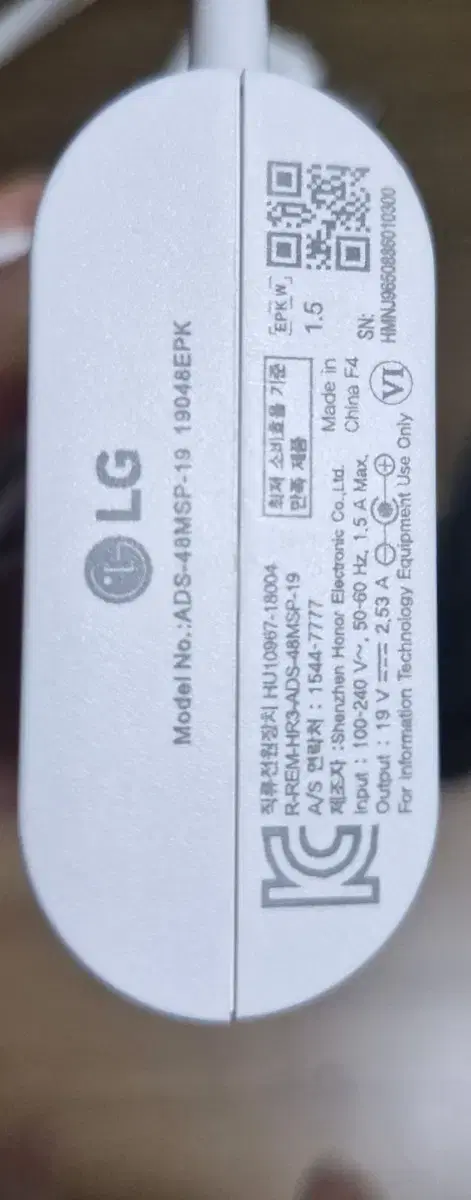 LG
Model No.:ADS-48MSP-19 19048EPK
직류전원장치 HU10967-18004
R-REM-HR3-ADS-48MSP-19
A/S 연락처 : 1544-7777
제조자 :Shenzhen Honor Electronic Co.,Ltd.
Input : 100-240 V~, 50-60 Hz, 1.5 A Max.
Output : 19 V 2.53 A
For Information Technology Equipment Use Only
최저 소비효율 기준
만족 제품
Made in
China F4
VI
EPK W
1.5
SN:
HMNJ9650886010300